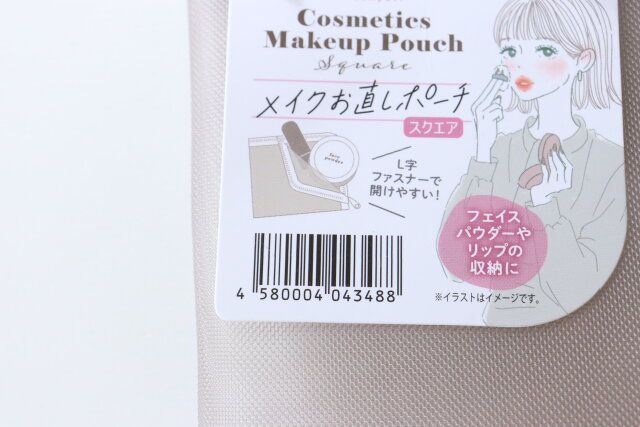 Cosmetics
Makeup Pouch
Square
メイクお直しポーチ
スクエア
face
powder
L字
ファスナーで
開けやすい!
フェイス
パウダーや
リップの
収納に
4 580004 043488
※イラストはイメージです。